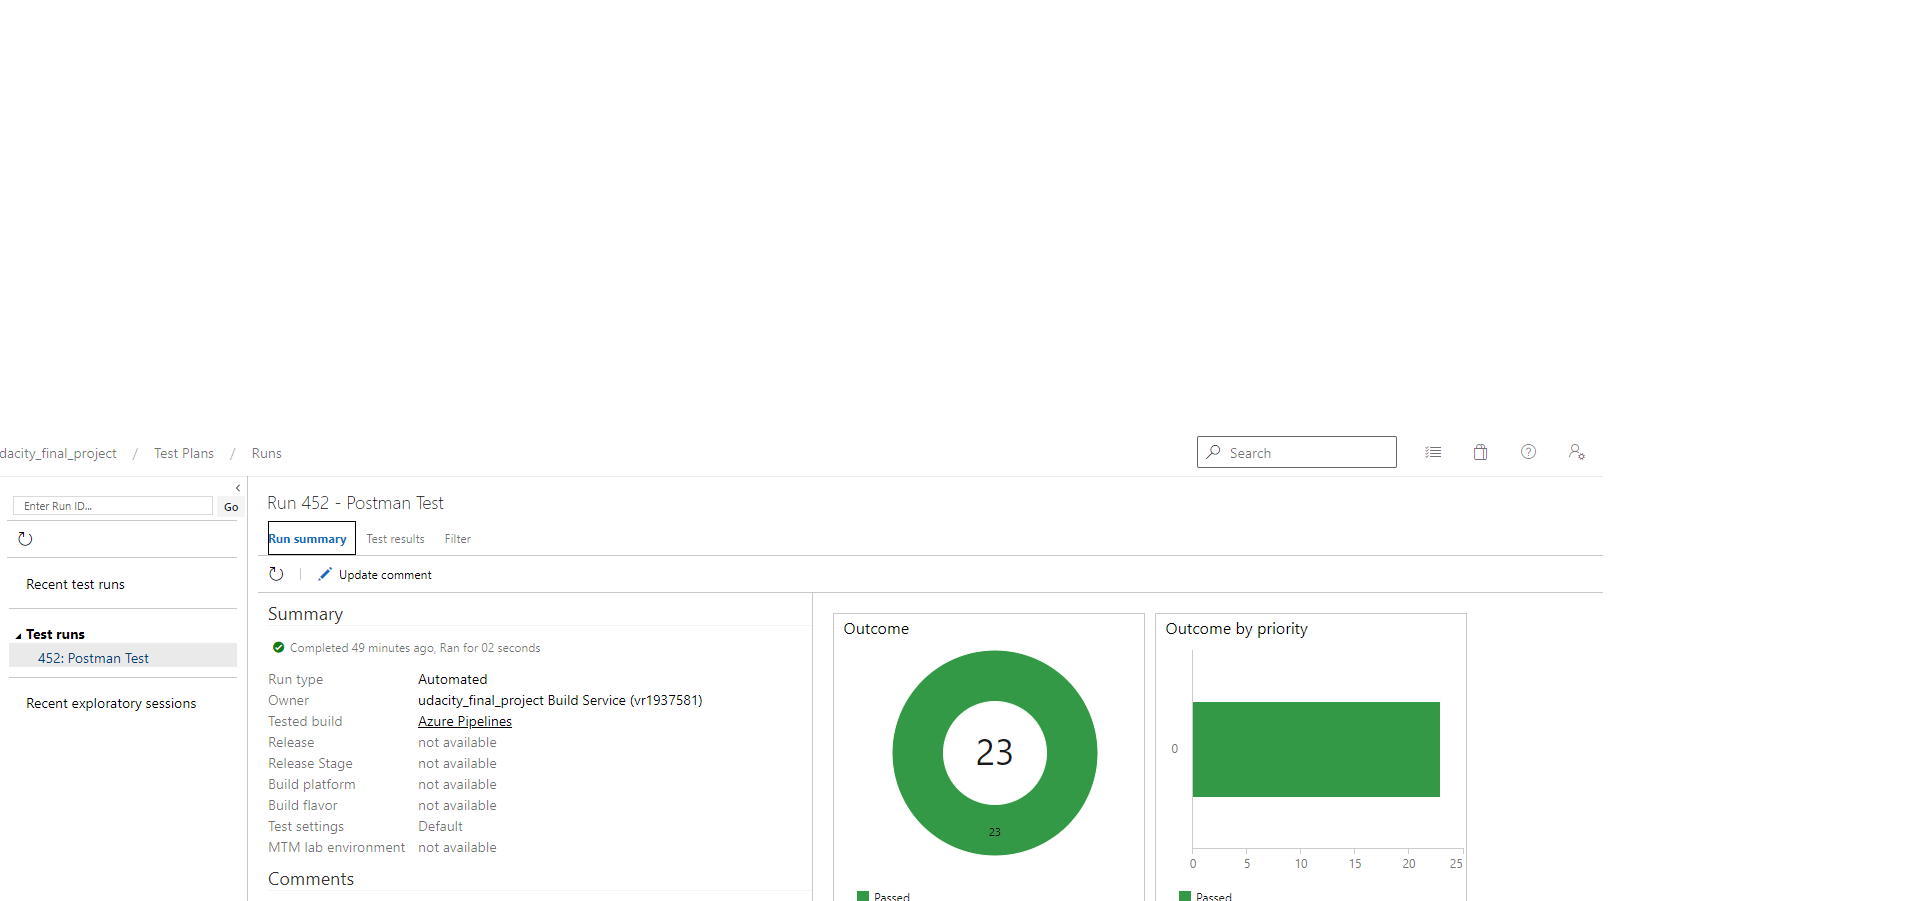 dacity_final_project / Test Plans / Runs
Search
Enter Run ID...
Go
Recent test runs
Test runs
452: Postman Test
Recent exploratory sessions
Run 452 - Postman Test
Run summary Test results Filter
Update comment
Summary
Completed 49 minutes ago, Ran for 02 seconds
Run type Automated
Owner udacity_final_project Build Service (vr1937581)
Tested build Azure Pipelines
Release not available
Release Stage not available
Build platform not available
Build flavor not available
Test settings Default
MTM lab environment not available
Comments
Outcome
23
23
Passed
Outcome by priority
0
0 5 10 15 20 25
Passed